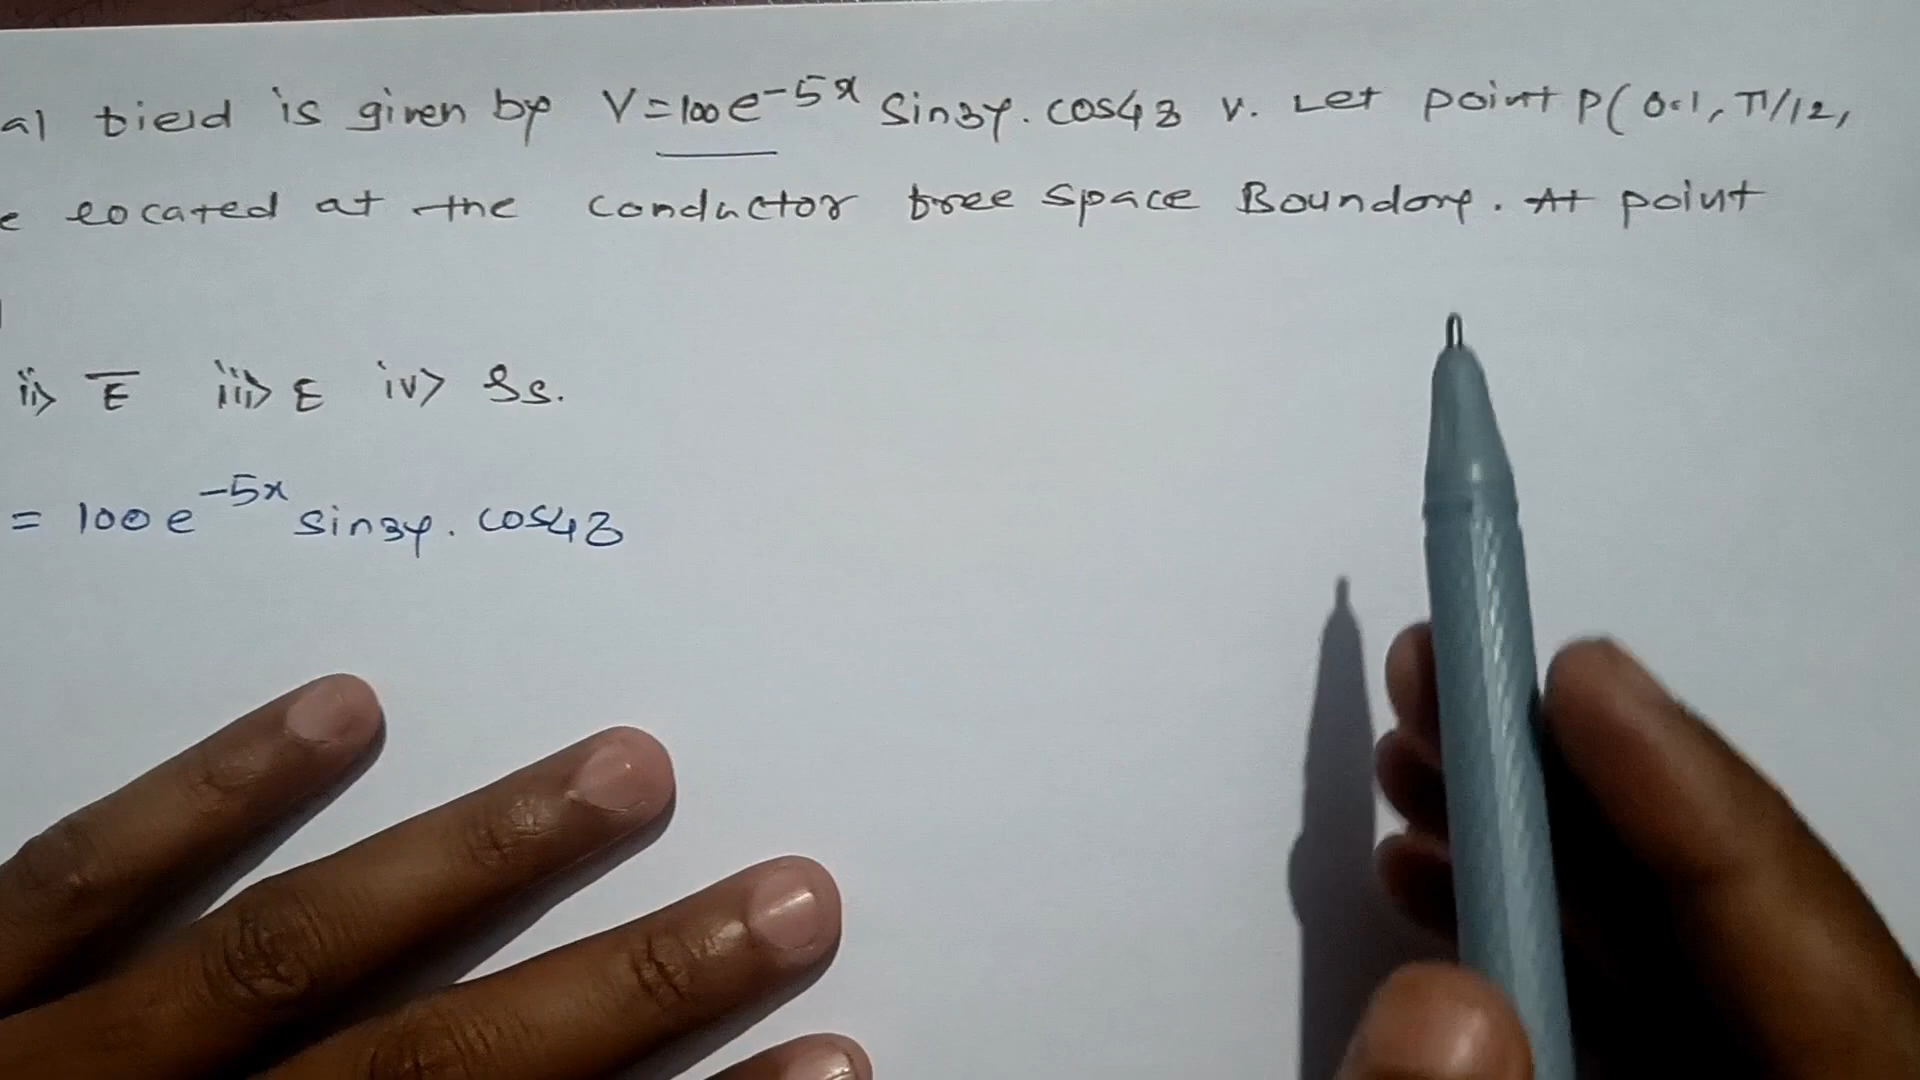 al field is given by V=100e^-5x sin3y. cos4z v. Let point P(0.1, π/12,
e located at the conductor free space Boundary. At point
ii> E̅ iii> E iv> ρs.
= 100e^-5x sin3y. cos4z